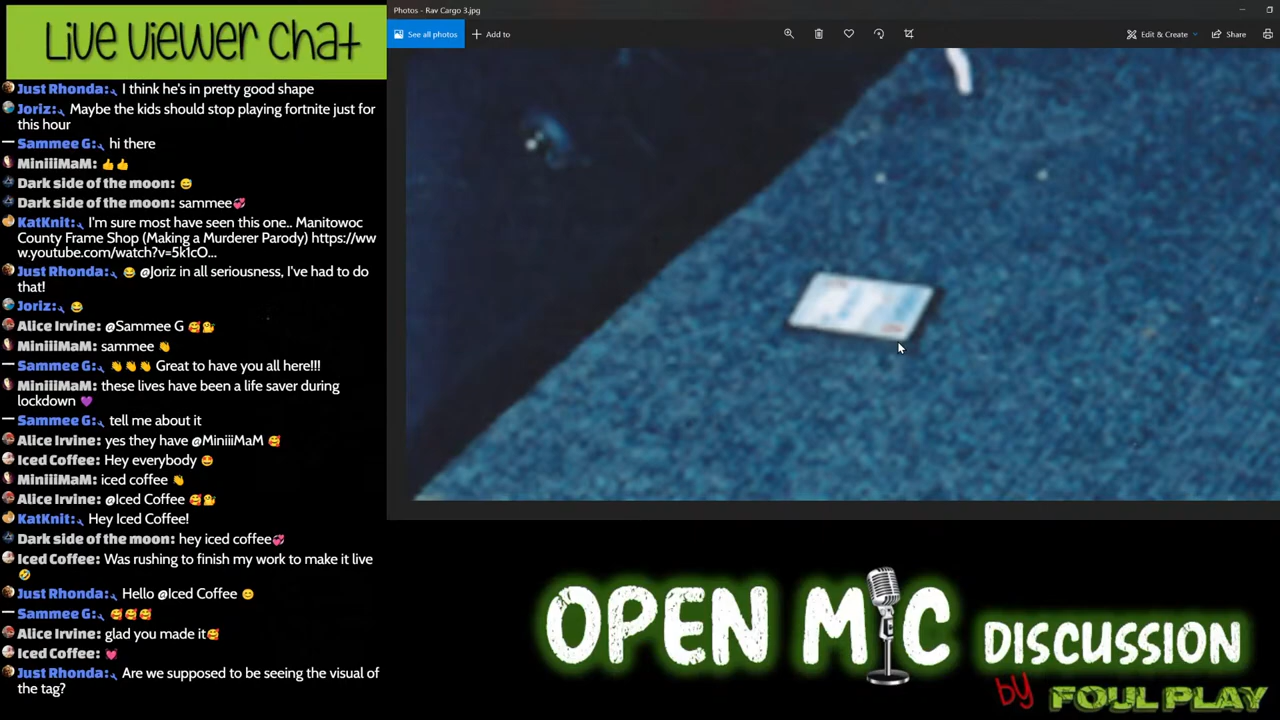 Live viewer chat
Just Rhonda: I think he's in pretty good shape
Joriz: Maybe the kids should stop playing fortnite just for
this hour
Sammee G: hi there
MiniiiMaM: 👍👍
Dark side of the moon: 😅
Dark side of the moon: sammee💞
KatKnit: I'm sure most have seen this one.. Manitowoc
County Frame Shop (Making a Murderer Parody) https://ww
w.youtube.com/watch?v=5k1cO...
Just Rhonda: 😂 @Joriz in all seriousness, I've had to do
that!
Joriz: 😂
Alice Irvine: @Sammee G 🥰💁
MiniiiMaM: sammee 👋
Sammee G: 👏👏👏 Great to have you all here!!!
MiniiiMaM: these lives have been a life saver during
lockdown 💜
Sammee G: tell me about it
Alice Irvine: yes they have @MiniiiMaM 🥰
Iced Coffee: Hey everybody 🤩
MiniiiMaM: iced coffee 👋
Alice Irvine: @Iced Coffee 🥰💁
KatKnit: Hey Iced Coffee!
Dark side of the moon: hey iced coffee💞
Iced Coffee: Was rushing to finish my work to make it live
🤣
Just Rhonda: Hello @Iced Coffee 😊
Sammee G: 🥰🥰🥰
Alice Irvine: glad you made it🥰
Iced Coffee: 💓
Just Rhonda: Are we supposed to be seeing the visual of
the tag?
Photos - Rav Cargo 3.jpg
See all photos
Add to
Edit & Create
Share
OPEN MIC
DISCUSSION
by FOUL PLAY